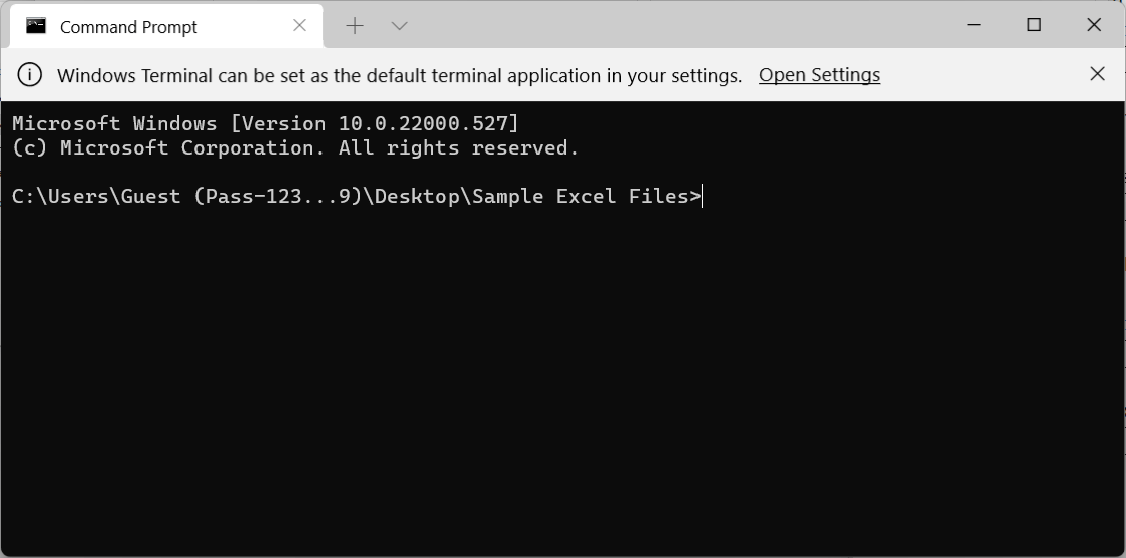 Command Prompt
Windows Terminal can be set as the default terminal application in your settings. Open Settings
Microsoft Windows [Version 10.0.22000.527]
(c) Microsoft Corporation. All rights reserved.
C:\Users\Guest (Pass-123...9)\Desktop\Sample Excel Files>